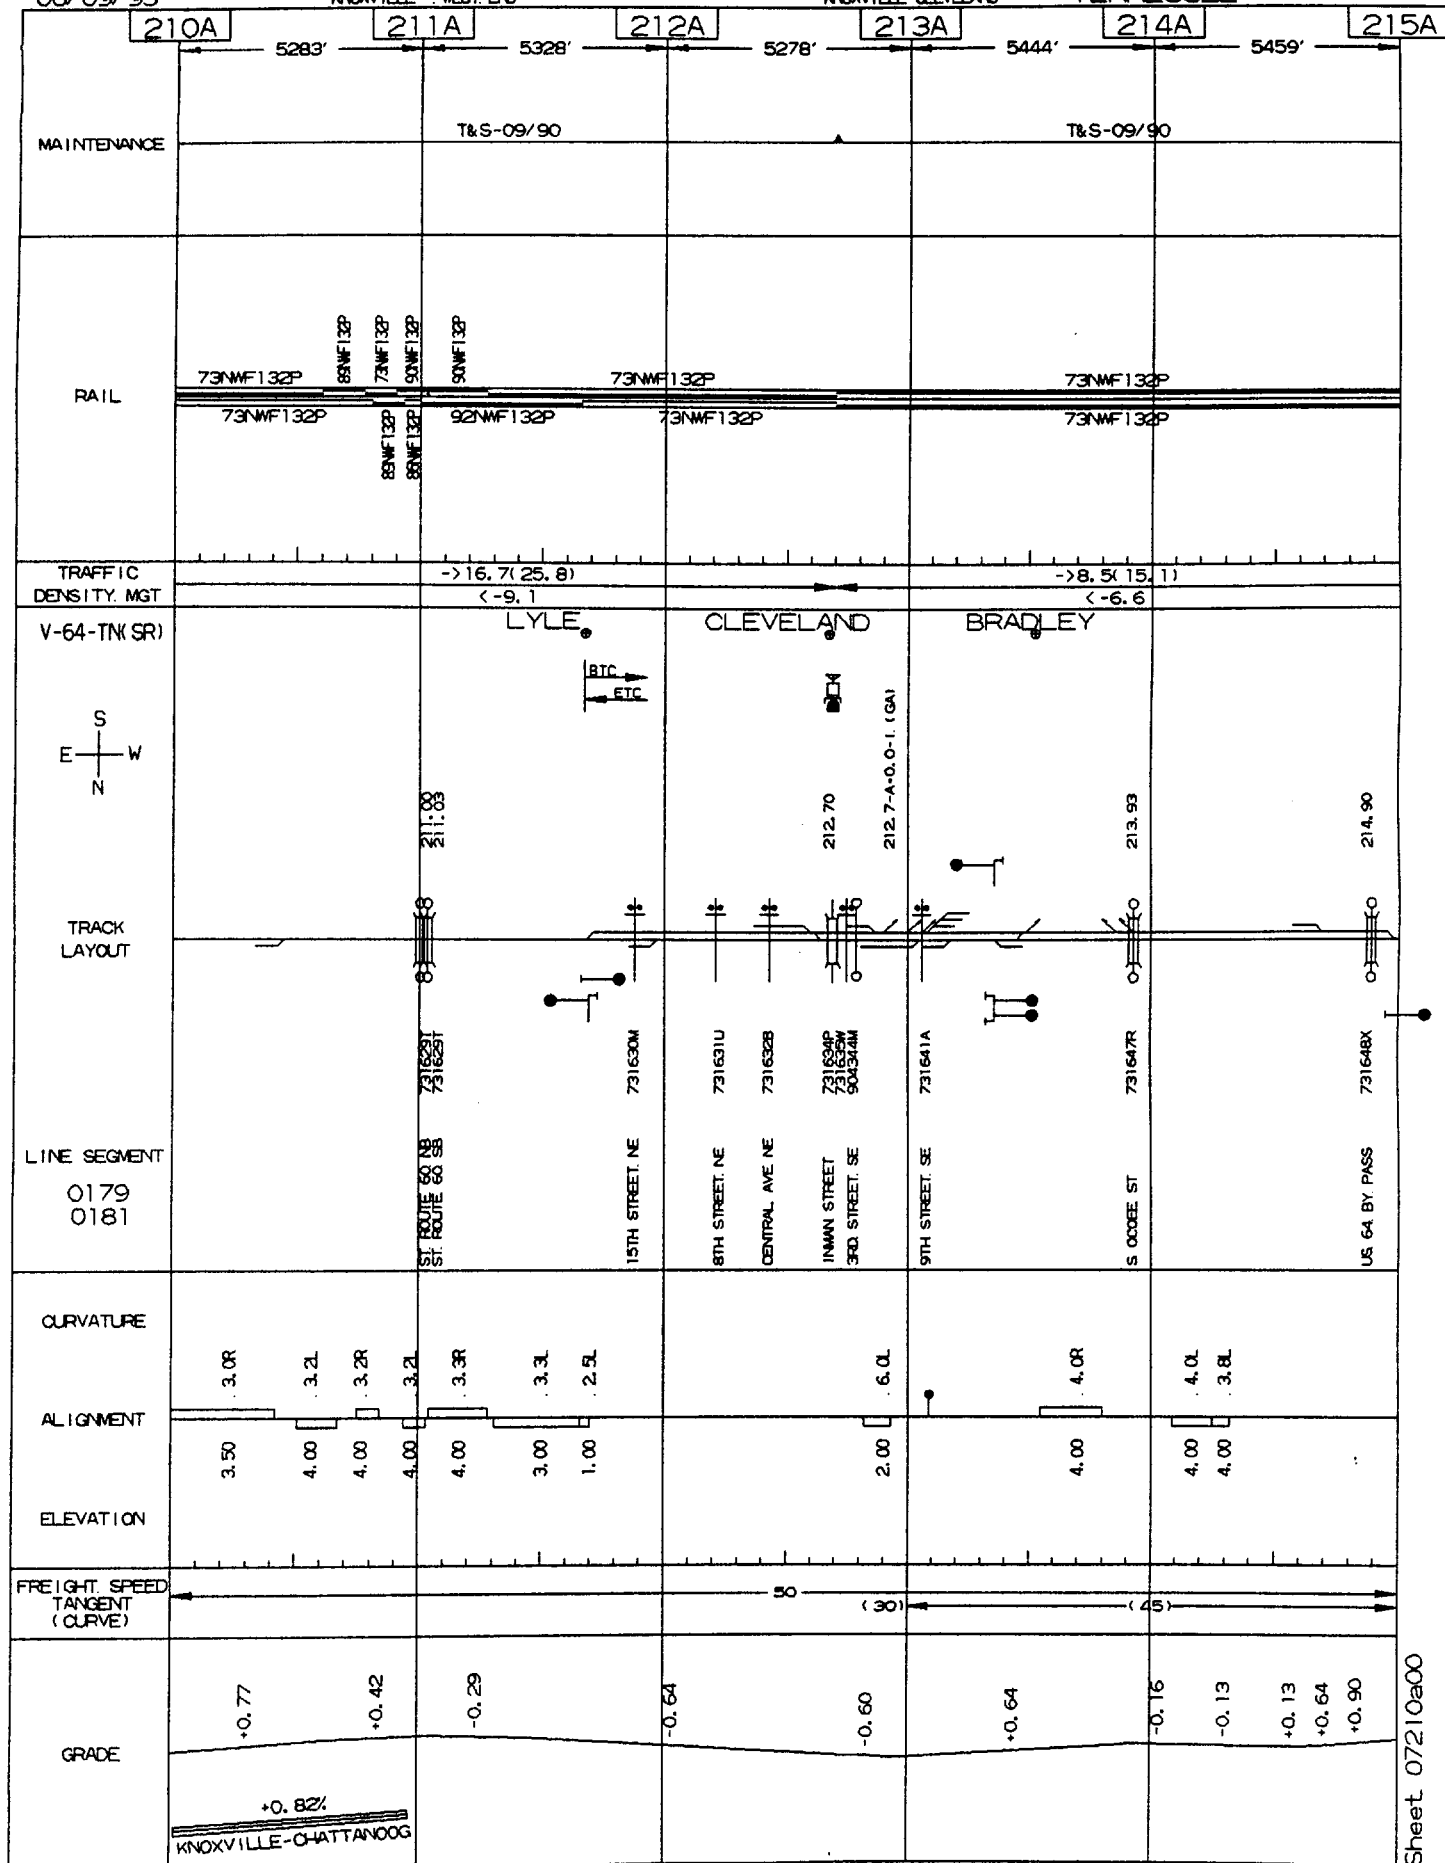 210A 211A 212A 213A 214A 215A
5283' 5328' 5278' 5444' 5459'
MAINTENANCE
T&S-09/90 T&S-09/90
RAIL
89NWF132P 73NWF132P 90NWF132P 90NWF132P
73NWF132P 73NWF132P 73NWF132P
73NWF132P 92NWF132P 73NWF132P 73NWF132P
89NWF132P 86NWF132P
TRAFFIC
DENSITY. MGT
->16.7(25.8) ->8.5(15.1)
<-9.1 <-6.6
V-64-TN(SR)
LYLE CLEVELAND BRADLEY
BTC
ETC
S
E W
N
211.00
211.03
212.70
212.7-A-0.0-1. (GA)
213.93
214.90
TRACK
LAYOUT
731629T
731629T
731630M
731631U
731632B
731634P
731635W
904344M
731641A
731647R
731648X
LINE SEGMENT
0179
0181
ST. ROUTE 60 NB
ST. ROUTE 60 SB
15TH STREET. NE
8TH STREET. NE
CENTRAL AVE. NE
INMAN STREET
3RD. STREET. SE
9TH STREET. SE
S. OCOEE ST
US. 64. BY PASS
CURVATURE
3.0R 3.2L 3.2R 3.2L 3.3R 3.3L 2.5L 6.0L 4.0R 4.0L 3.8L
ALIGNMENT
3.50 4.00 4.00 4.00 4.00 3.00 1.00 2.00 4.00 4.00 4.00
ELEVATION
FREIGHT. SPEED
TANGENT
(CURVE)
50
(30) (45)
+0.77 +0.42 -0.29 -0.64 -0.60 +0.64 -0.16 -0.13 +0.13 +0.64 +0.90
GRADE
+0.82%
KNOXVILLE-CHATTANOOG
Sheet 07210a00